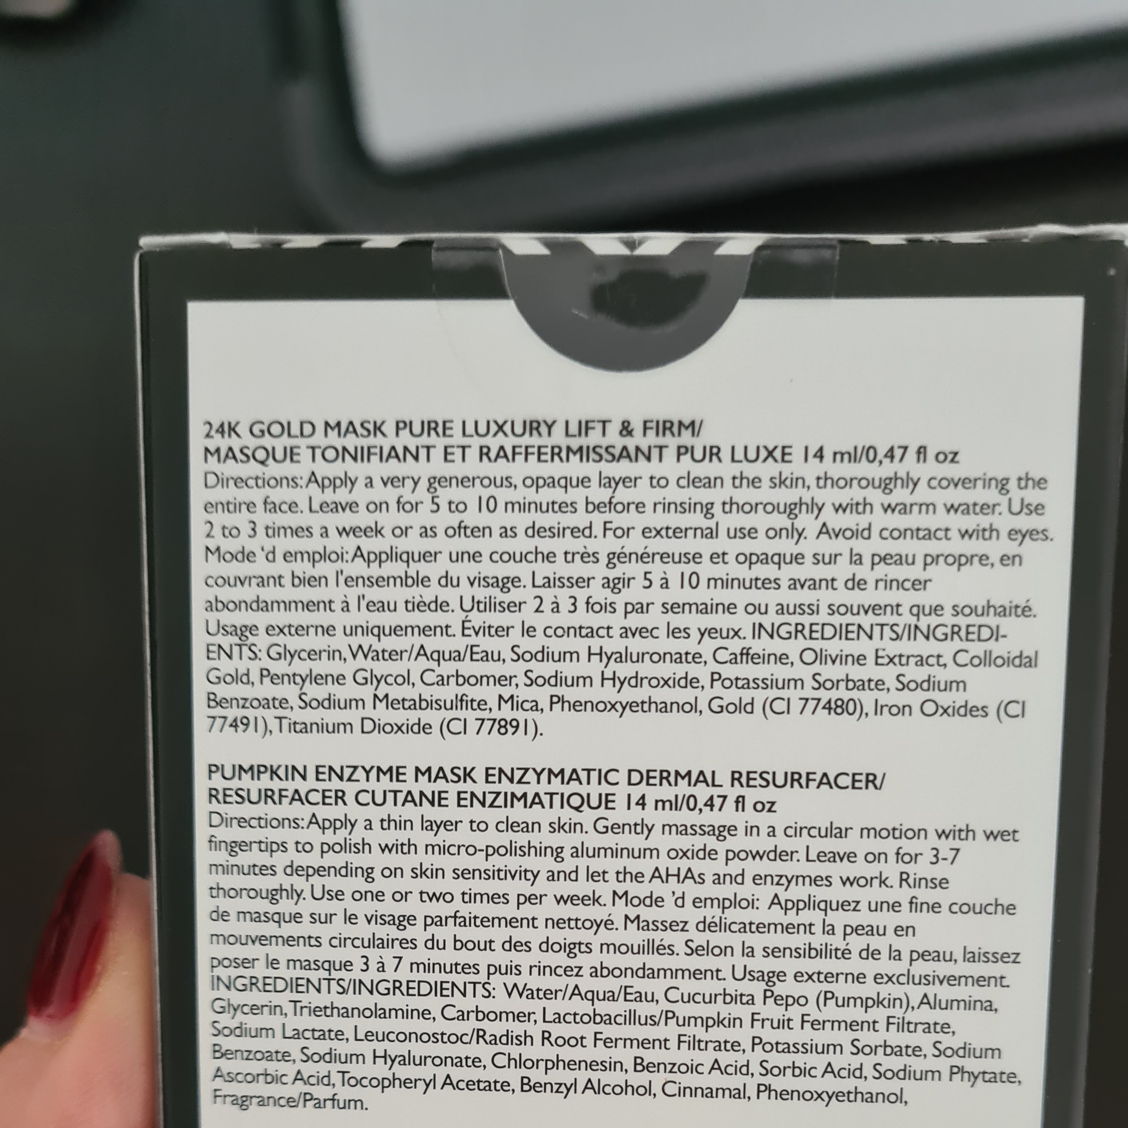 24K GOLD MASK PURE LUXURY LIFT & FIRM/
MASQUE TONIFIANT ET RAFFERMISSANT PUR LUXE 14 ml/0,47 fl oz
Directions:Apply a very generous, opaque layer to clean the skin, thoroughly covering the
entire face. Leave on for 5 to 10 minutes before rinsing thoroughly with warm water. Use
2 to 3 times a week or as often as desired. For external use only. Avoid contact with eyes.
Mode 'd emploi:Appliquer une couche très généreuse et opaque sur la peau propre, en
couvrant bien l'ensemble du visage. Laisser agir 5 à 10 minutes avant de rincer
abondamment à l'eau tiède. Utiliser 2 à 3 fois par semaine ou aussi souvent que souhaité.
Usage externe uniquement. Éviter le contact avec les yeux. INGREDIENTS/INGREDI-
ENTS: Glycerin, Water/Aqua/Eau, Sodium Hyaluronate, Caffeine, Olivine Extract, Colloidal
Gold, Pentylene Glycol, Carbomer, Sodium Hydroxide, Potassium Sorbate, Sodium
Benzoate, Sodium Metabisulfite, Mica, Phenoxyethanol, Gold (CI 77480), Iron Oxides (CI
77491), Titanium Dioxide (CI 77891).
PUMPKIN ENZYME MASK ENZYMATIC DERMAL RESURFACER/
RESURFACER CUTANE ENZIMATIQUE 14 ml/0,47 fl oz
Directions:Apply a thin layer to clean skin. Gently massage in a circular motion with wet
fingertips to polish with micro-polishing aluminum oxide powder. Leave on for 3-7
minutes depending on skin sensitivity and let the AHAs and enzymes work. Rinse
thoroughly. Use one or two times per week. Mode 'd emploi: Appliquez une fine couche
de masque sur le visage parfaitement nettoyé. Massez délicatement la peau en
mouvements circulaires du bout des doigts mouillés. Selon la sensibilité de la peau, laissez
poser le masque 3 à 7 minutes puis rincez abondamment. Usage externe exclusivement.
INGREDIENTS/INGREDIENTS: Water/Aqua/Eau, Cucurbita Pepo (Pumpkin), Alumina,
Glycerin, Triethanolamine, Carbomer, Lactobacillus/Pumpkin Fruit Ferment Filtrate,
Sodium Lactate, Leuconostoc/Radish Root Ferment Filtrate, Potassium Sorbate, Sodium
Benzoate, Sodium Hyaluronate, Chlorphenesin, Benzoic Acid, Sorbic Acid, Sodium Phytate,
Ascorbic Acid, Tocopheryl Acetate, Benzyl Alcohol, Cinnamal, Phenoxyethanol,
Fragrance/Parfum.